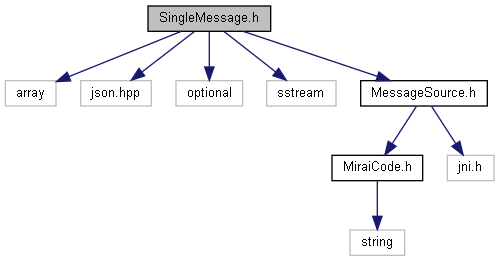 SingleMessage.h
array
json.hpp
optional
sstream
MessageSource.h
MiraiCode.h
jni.h
string